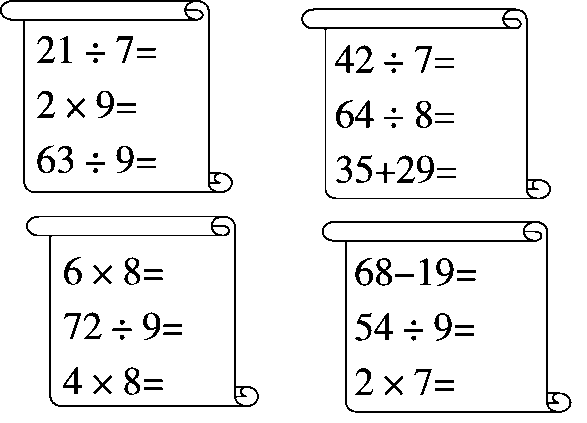 21 ÷ 7=
2 × 9=
63 ÷ 9=
42 ÷ 7=
64 ÷ 8=
35+29=
6 × 8=
72 ÷ 9=
4 × 8=
68−19=
54 ÷ 9=
2 × 7=